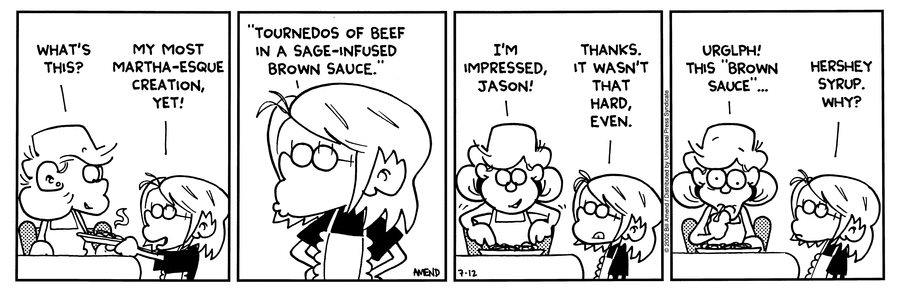 WHAT'S
THIS?
MY MOST
MARTHA-ESQUE
CREATION,
YET!
"TOURNEDOS OF BEEF
IN A SAGE-INFUSED
BROWN SAUCE."
AMEND
I'M
IMPRESSED,
JASON!
THANKS.
IT WASN'T
THAT
HARD,
EVEN.
7-12
© 2002 Bill Amend / Distributed by Universal Press Syndicate
URGLPH!
THIS "BROWN
SAUCE"...
HERSHEY
SYRUP.
WHY?